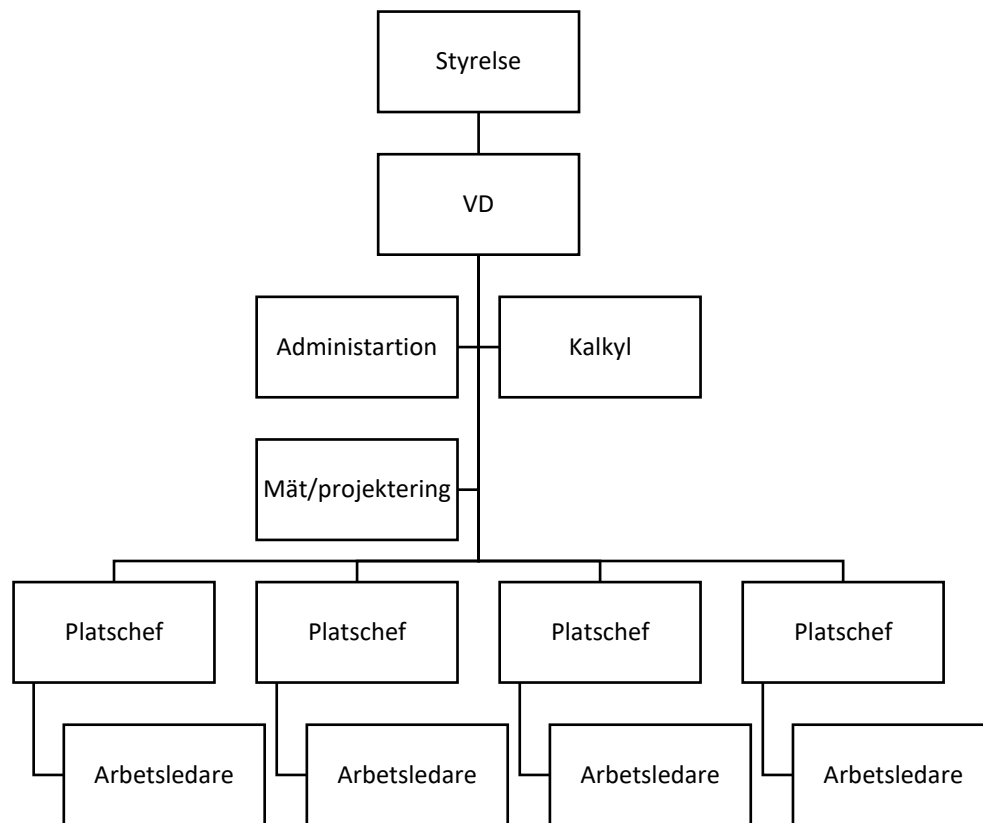 Styrelse
VD
Administartion
Kalkyl
Mät/projektering
Platschef
Platschef
Platschef
Platschef
Arbetsledare
Arbetsledare
Arbetsledare
Arbetsledare